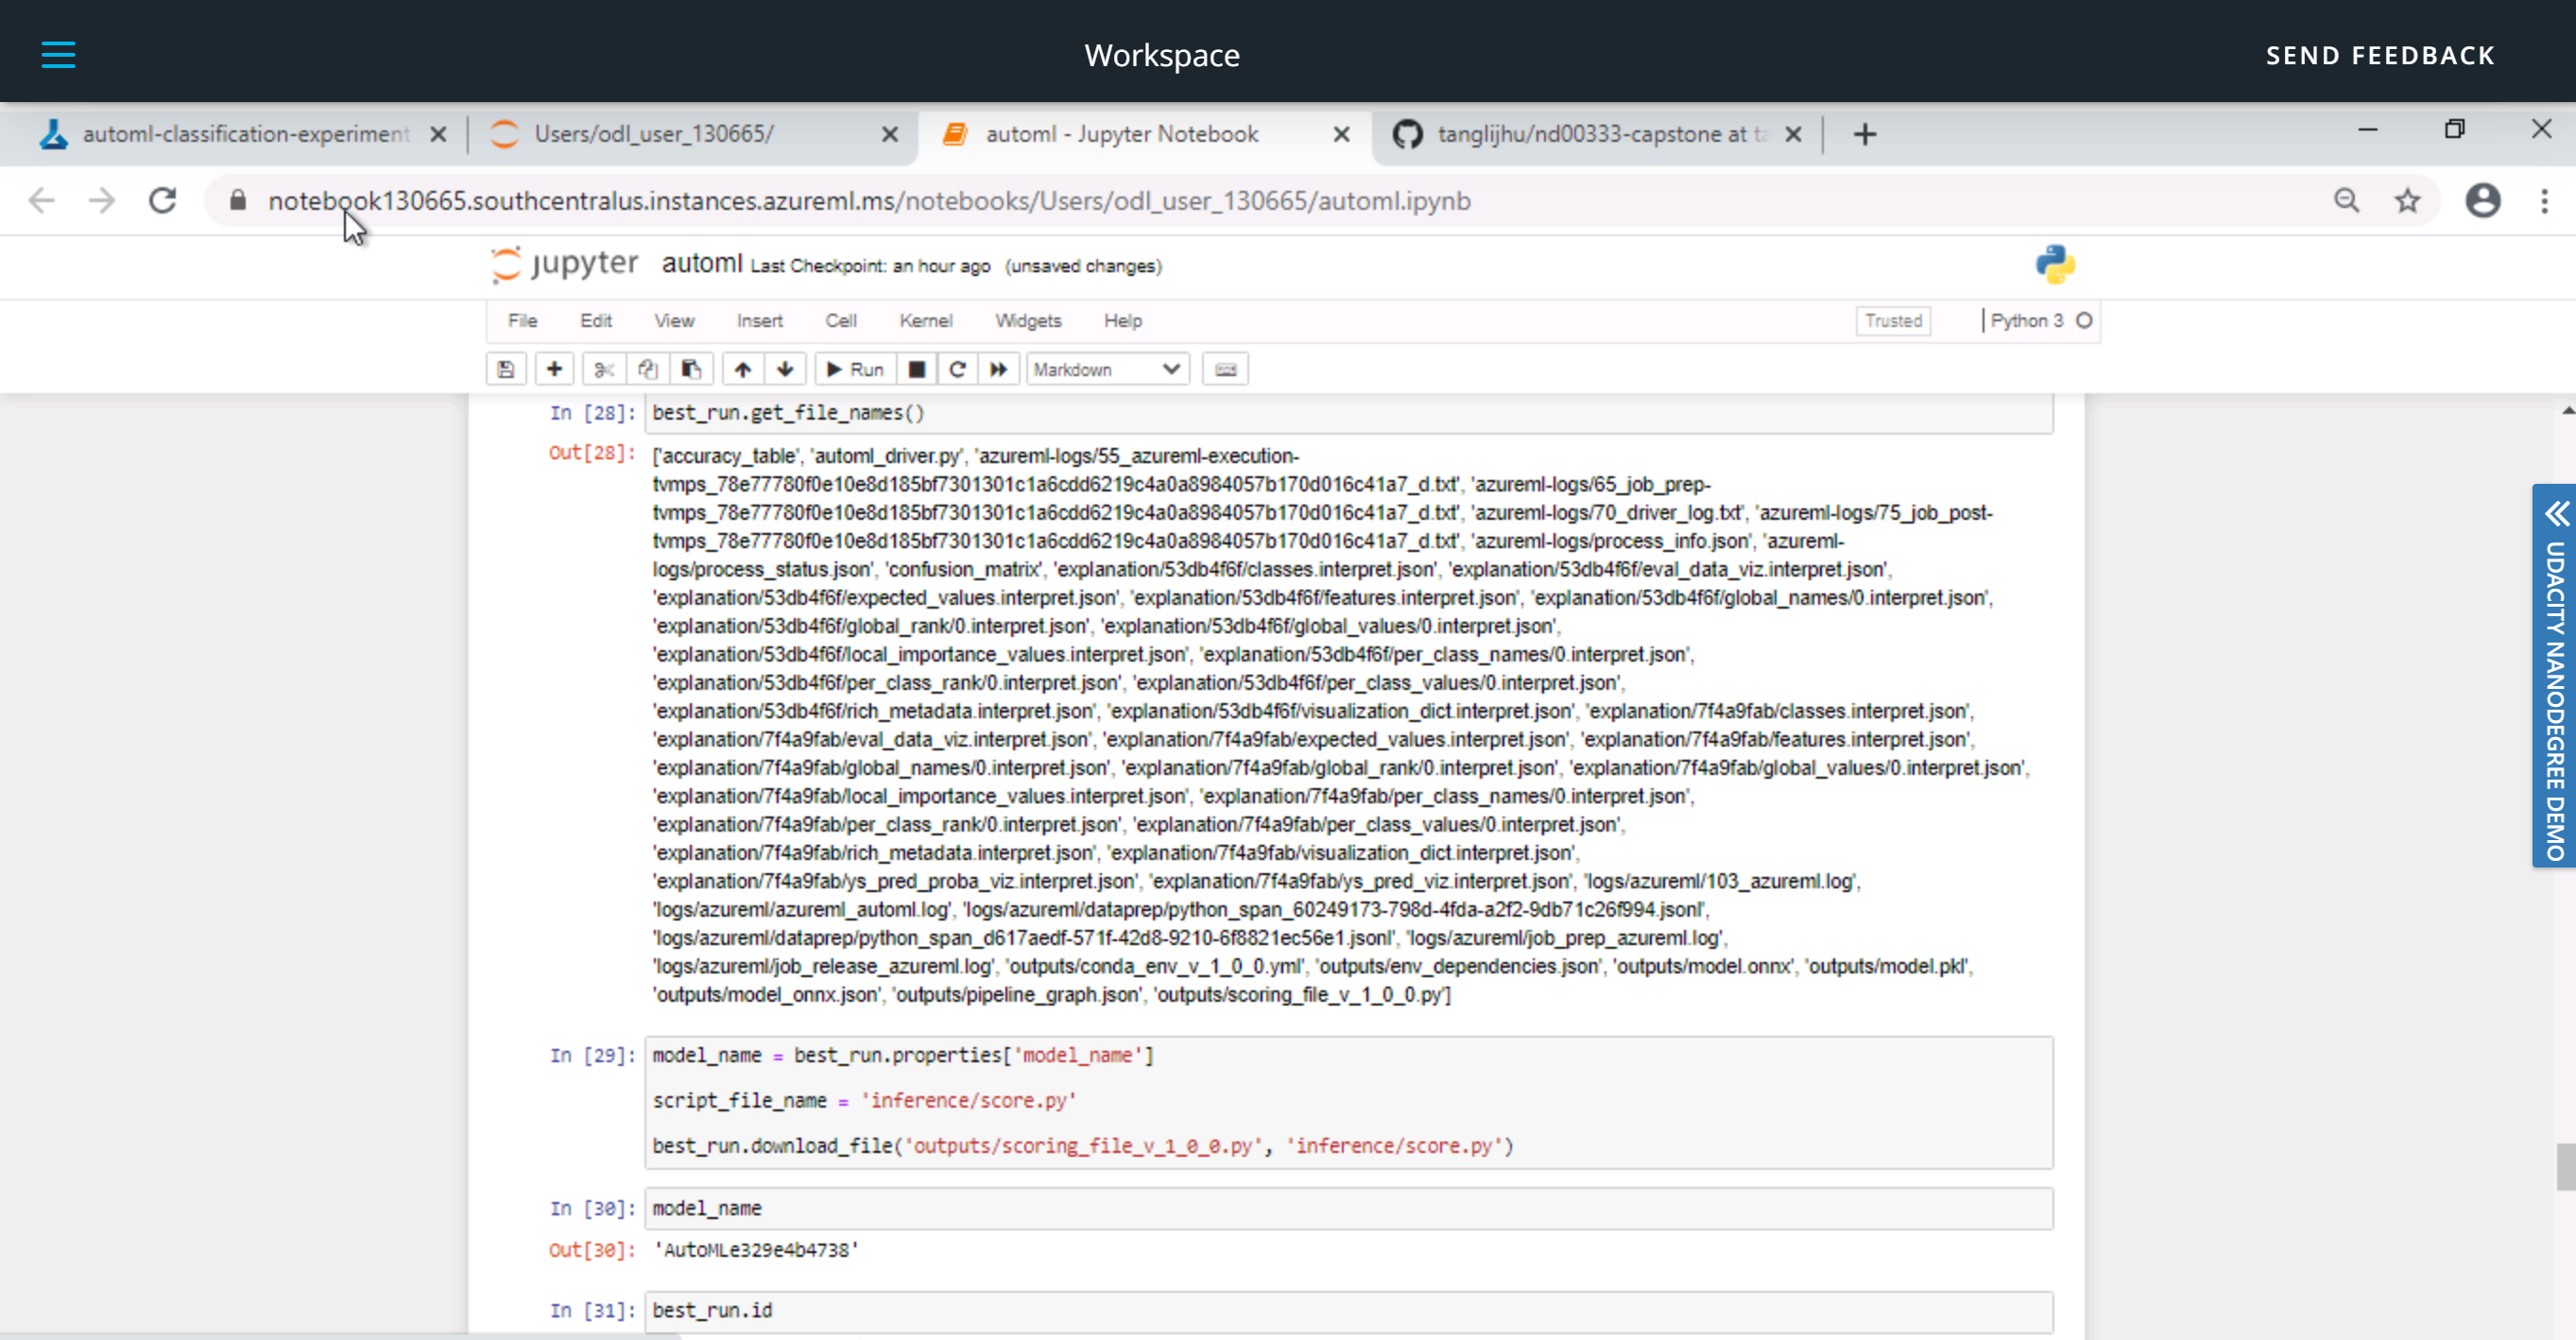 Workspace
SEND FEEDBACK
automl-classification-experiment
Users/odl_user_130665/
automl - Jupyter Notebook
tanglijhu/nd00333-capstone at ta
notebook130665.southcentralus.instances.azureml.ms/notebooks/Users/odl_user_130665/automl.ipynb
jupyter automl Last Checkpoint: an hour ago (unsaved changes)
File Edit View Insert Cell Kernel Widgets Help Trusted Python 3
Run Markdown
In [28]: best_run.get_file_names()
Out[28]: ['accuracy_table', 'automl_driver.py', 'azureml-logs/55_azureml-execution-
tvmps_78e77780f0e10e8d185bf7301301c1a6cdd6219c4a0a8984057b170d016c41a7_d.txt', 'azureml-logs/65_job_prep-
tvmps_78e77780f0e10e8d185bf7301301c1a6cdd6219c4a0a8984057b170d016c41a7_d.txt', 'azureml-logs/70_driver_log.txt', 'azureml-logs/75_job_post-
tvmps_78e77780f0e10e8d185bf7301301c1a6cdd6219c4a0a8984057b170d016c41a7_d.txt', 'azureml-logs/process_info.json', 'azureml-
logs/process_status.json', 'confusion_matrix', 'explanation/53db4f6f/classes.interpret.json', 'explanation/53db4f6f/eval_data_viz.interpret.json',
'explanation/53db4f6f/expected_values.interpret.json', 'explanation/53db4f6f/features.interpret.json', 'explanation/53db4f6f/global_names/0.interpret.json',
'explanation/53db4f6f/global_rank/0.interpret.json', 'explanation/53db4f6f/global_values/0.interpret.json',
'explanation/53db4f6f/local_importance_values.interpret.json', 'explanation/53db4f6f/per_class_names/0.interpret.json',
'explanation/53db4f6f/per_class_rank/0.interpret.json', 'explanation/53db4f6f/per_class_values/0.interpret.json',
'explanation/53db4f6f/rich_metadata.interpret.json', 'explanation/53db4f6f/visualization_dict.interpret.json', 'explanation/7f4a9fab/classes.interpret.json',
'explanation/7f4a9fab/eval_data_viz.interpret.json', 'explanation/7f4a9fab/expected_values.interpret.json', 'explanation/7f4a9fab/features.interpret.json',
'explanation/7f4a9fab/global_names/0.interpret.json', 'explanation/7f4a9fab/global_rank/0.interpret.json', 'explanation/7f4a9fab/global_values/0.interpret.json',
'explanation/7f4a9fab/local_importance_values.interpret.json', 'explanation/7f4a9fab/per_class_names/0.interpret.json',
'explanation/7f4a9fab/per_class_rank/0.interpret.json', 'explanation/7f4a9fab/per_class_values/0.interpret.json',
'explanation/7f4a9fab/rich_metadata.interpret.json', 'explanation/7f4a9fab/visualization_dict.interpret.json',
'explanation/7f4a9fab/ys_pred_proba_viz.interpret.json', 'explanation/7f4a9fab/ys_pred_viz.interpret.json', 'logs/azureml/103_azureml.log',
'logs/azureml/azureml_automl.log', 'logs/azureml/dataprep/python_span_60249173-798d-4fda-a2f2-9db71c26f994.jsonl',
'logs/azureml/dataprep/python_span_d617aedf-571f-42d8-9210-6f8821ec56e1.jsonl', 'logs/azureml/job_prep_azureml.log',
'logs/azureml/job_release_azureml.log', 'outputs/conda_env_v_1_0_0.yml', 'outputs/env_dependencies.json', 'outputs/model.onnx', 'outputs/model.pkl',
'outputs/model_onnx.json', 'outputs/pipeline_graph.json', 'outputs/scoring_file_v_1_0_0.py']
In [29]: model_name = best_run.properties['model_name']
script_file_name = 'inference/score.py'
best_run.download_file('outputs/scoring_file_v_1_0_0.py', 'inference/score.py')
In [30]: model_name
Out[30]: 'AutoMLe329e4b4738'
In [31]: best_run.id
UDACITY NANODEGREE DEMO